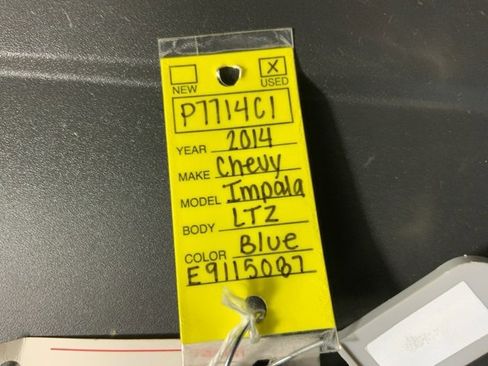 X
NEW USED
P7714C1
YEAR 2014
MAKE Chevy
MODEL Impala
BODY LTZ
COLOR Blue
E9115087